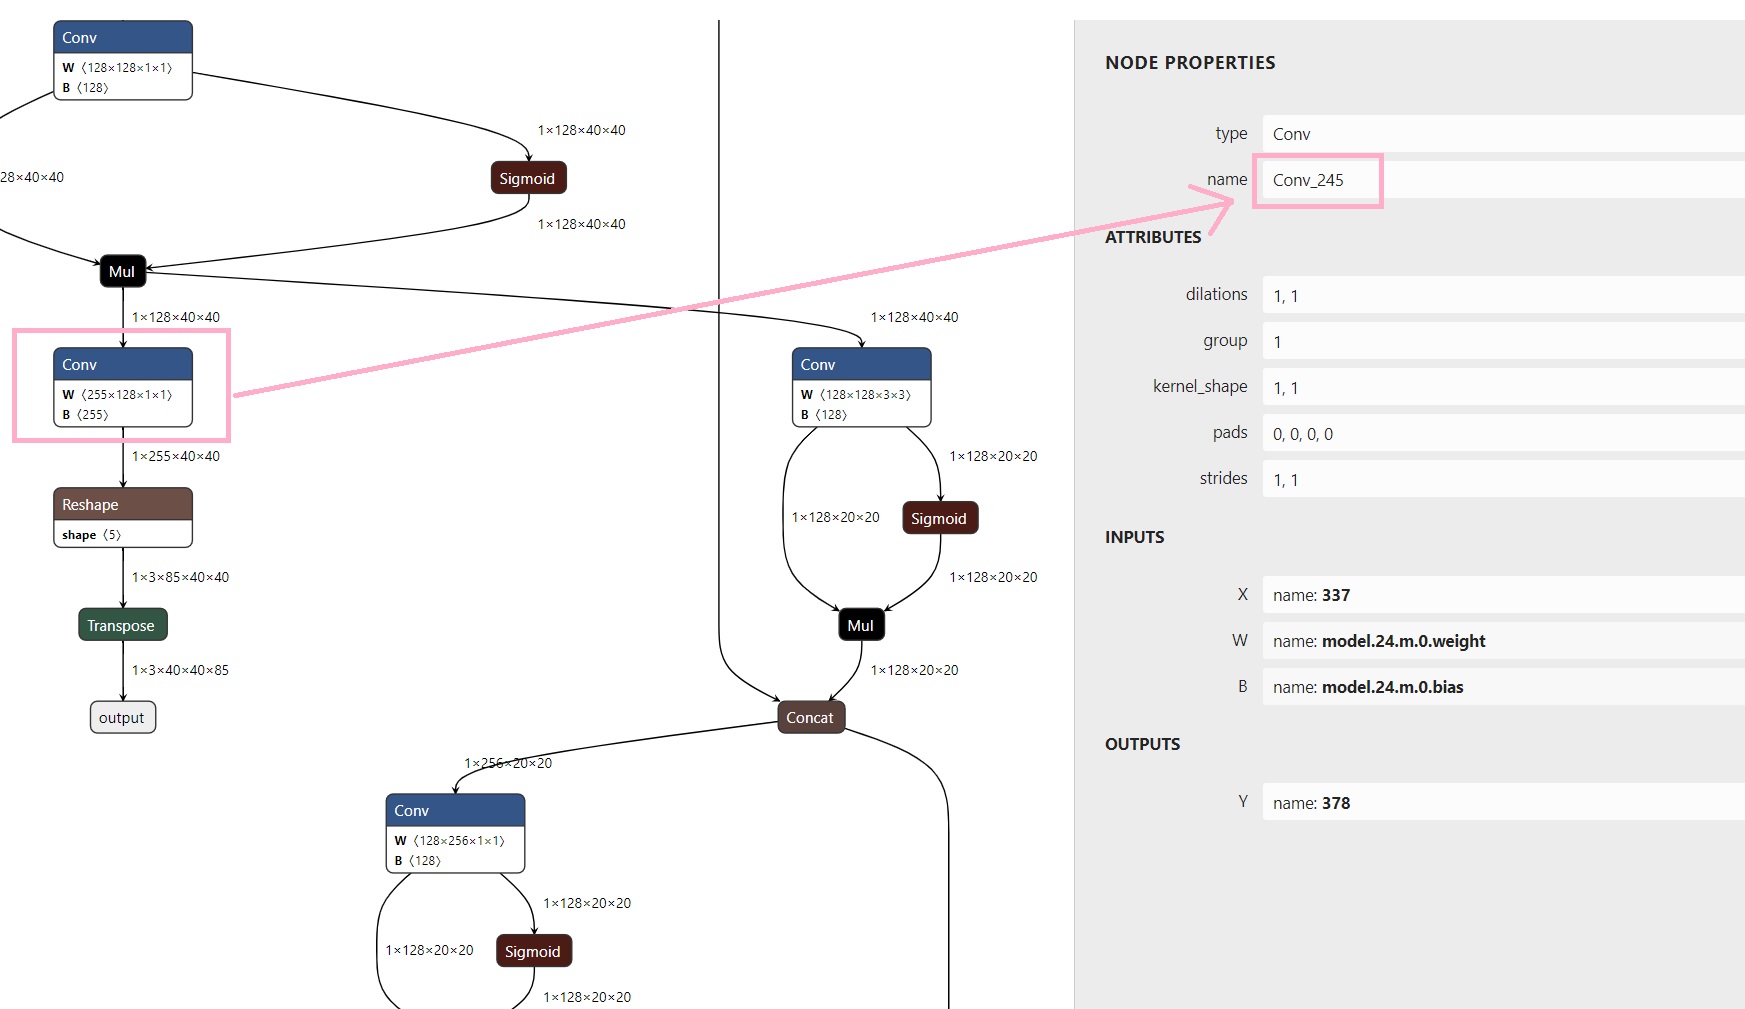 Conv
W 〈128×128×1×1〉
B 〈128〉
1×128×40×40
28×40×40
Sigmoid
1×128×40×40
Mul
1×128×40×40
1×128×40×40
Conv
W 〈255×128×1×1〉
B 〈255〉
Conv
W 〈128×128×3×3〉
B 〈128〉
1×255×40×40
1×128×20×20
Reshape
shape 〈5〉
1×128×20×20
Sigmoid
1×3×85×40×40
1×128×20×20
Transpose
Mul
1×3×40×40×85
1×128×20×20
output
Concat
1×256×20×20
Conv
W 〈128×256×1×1〉
B 〈128〉
1×128×20×20
1×128×20×20
Sigmoid
1×128×20×20
NODE PROPERTIES
type Conv
name Conv_245
ATTRIBUTES
dilations 1, 1
group 1
kernel_shape 1, 1
pads 0, 0, 0, 0
strides 1, 1
INPUTS
X name: 337
W name: model.24.m.0.weight
B name: model.24.m.0.bias
OUTPUTS
Y name: 378